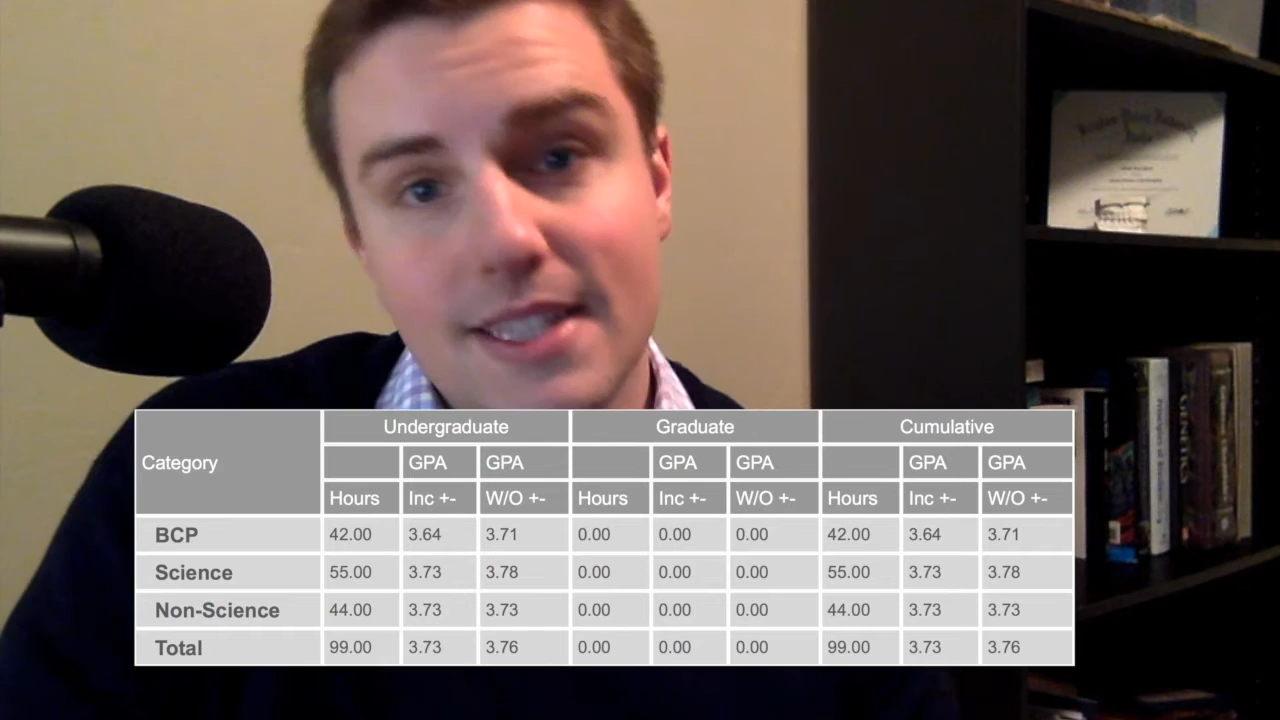 Category Undergraduate Graduate Cumulative
GPA GPA GPA GPA GPA GPA
Hours Inc +- W/O +- Hours Inc +- W/O +- Hours Inc +- W/O +-
BCP 42.00 3.64 3.71 0.00 0.00 0.00 42.00 3.64 3.71
Science 55.00 3.73 3.78 0.00 0.00 0.00 55.00 3.73 3.78
Non-Science 44.00 3.73 3.73 0.00 0.00 0.00 44.00 3.73 3.73
Total 99.00 3.73 3.76 0.00 0.00 0.00 99.00 3.73 3.76
GENETICS